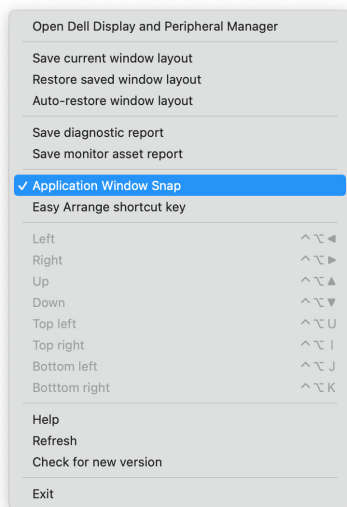 Open Dell Display and Peripheral Manager
Save current window layout
Restore saved window layout
Auto-restore window layout
Save diagnostic report
Save monitor asset report
✓ Application Window Snap
Easy Arrange shortcut key
Left ^⌥◀
Right ^⌥▶
Up ^⌥▲
Down ^⌥▼
Top left ^⌥U
Top right ^⌥I
Bottom left ^⌥J
Botttom right ^⌥K
Help
Refresh
Check for new version
Exit